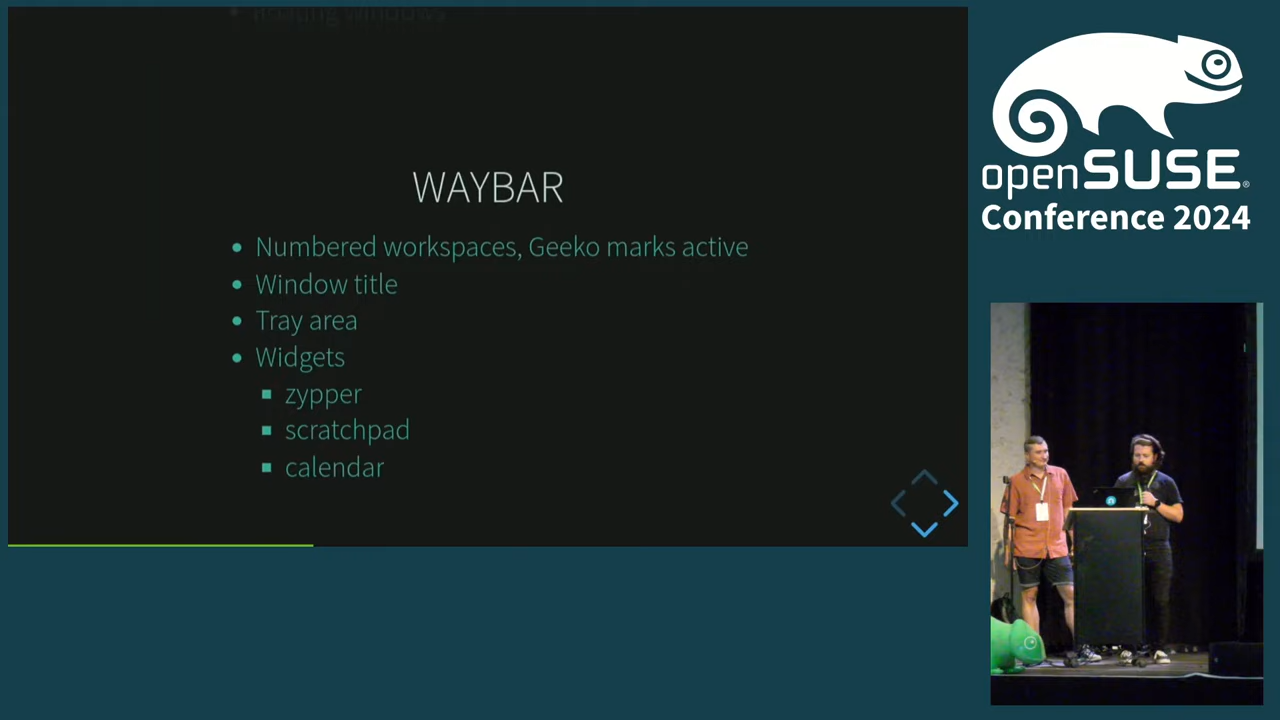 WAYBAR
Numbered workspaces, Geeko marks active
Window title
Tray area
Widgets
zypper
scratchpad
calendar
openSUSE
Conference 2024